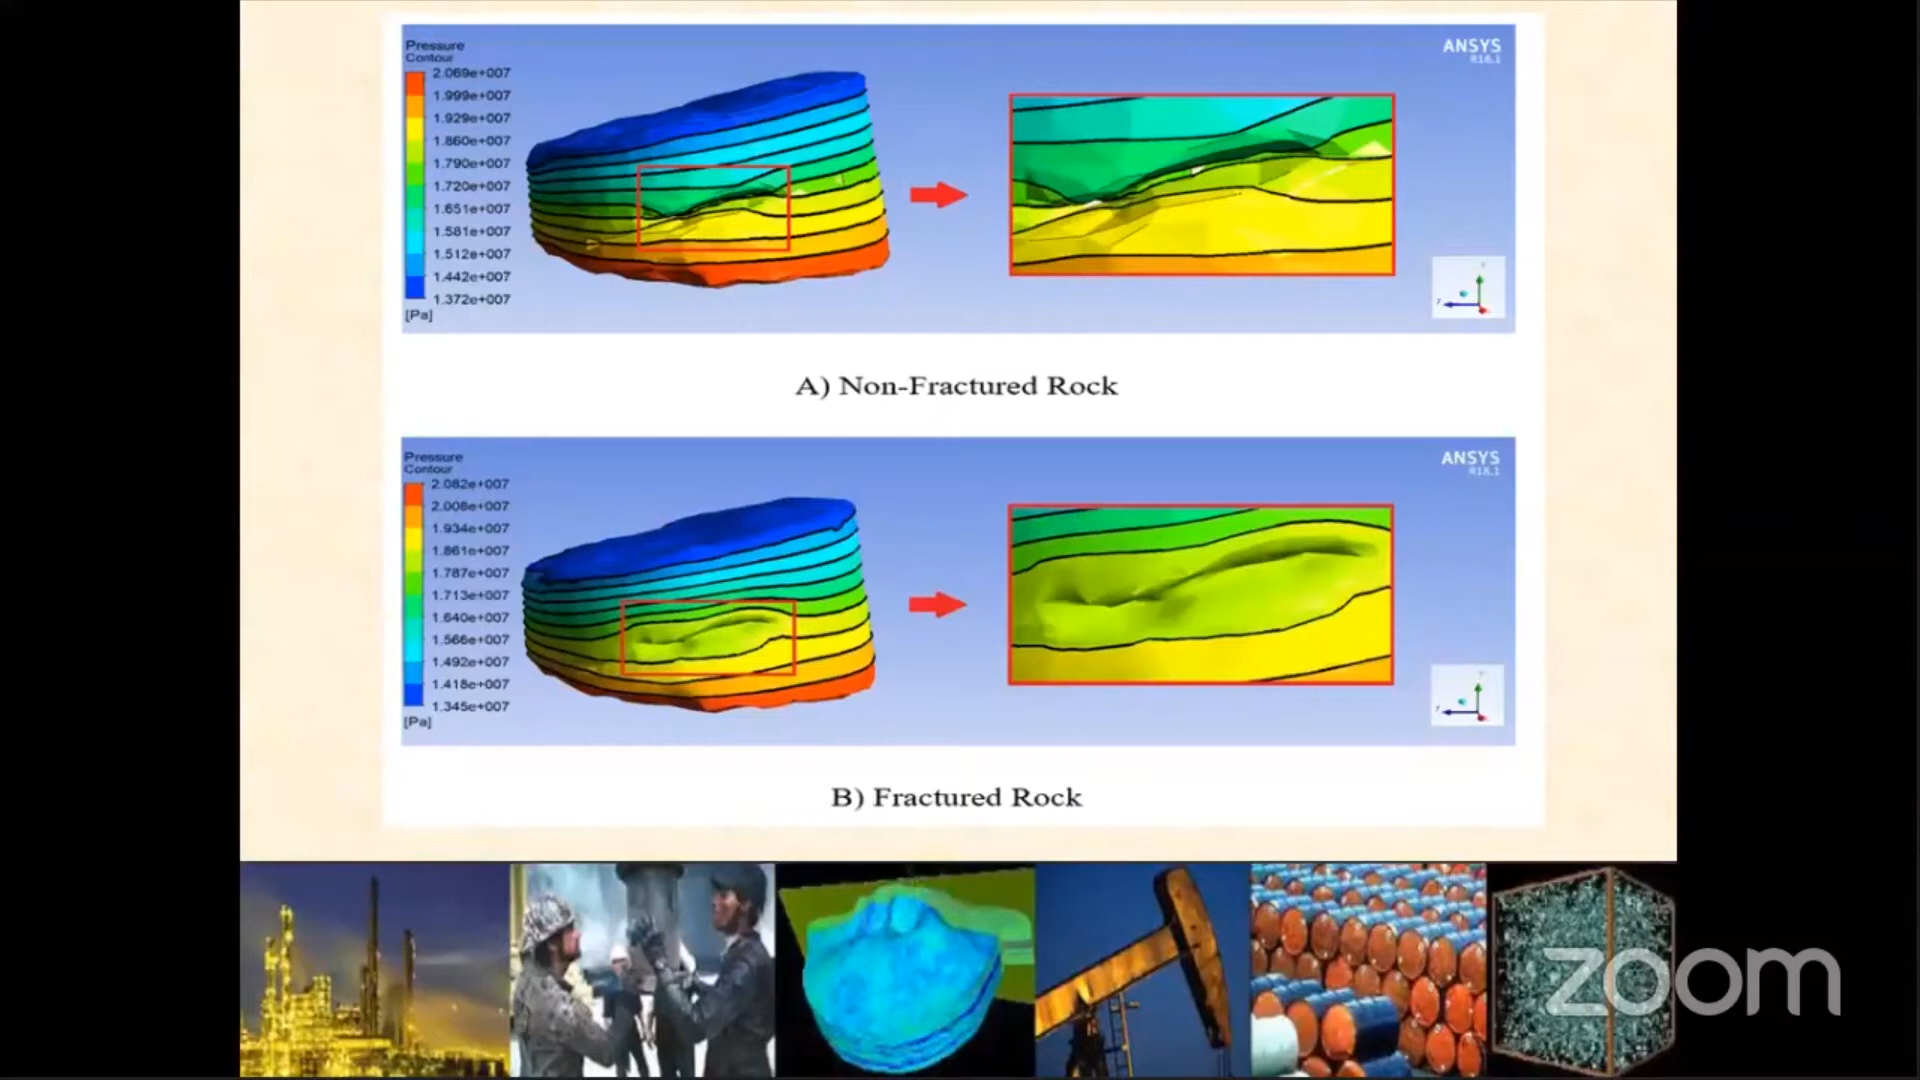 Pressure
Contour
2.069e+007
1.999e+007
1.929e+007
1.860e+007
1.790e+007
1.720e+007
1.651e+007
1.581e+007
1.512e+007
1.442e+007
1.372e+007
[Pa]
ANSYS
R18.1
A) Non-Fractured Rock
Pressure
Contour
2.082e+007
2.008e+007
1.934e+007
1.861e+007
1.787e+007
1.713e+007
1.640e+007
1.566e+007
1.492e+007
1.418e+007
1.345e+007
[Pa]
ANSYS
R18.1
B) Fractured Rock
zoom